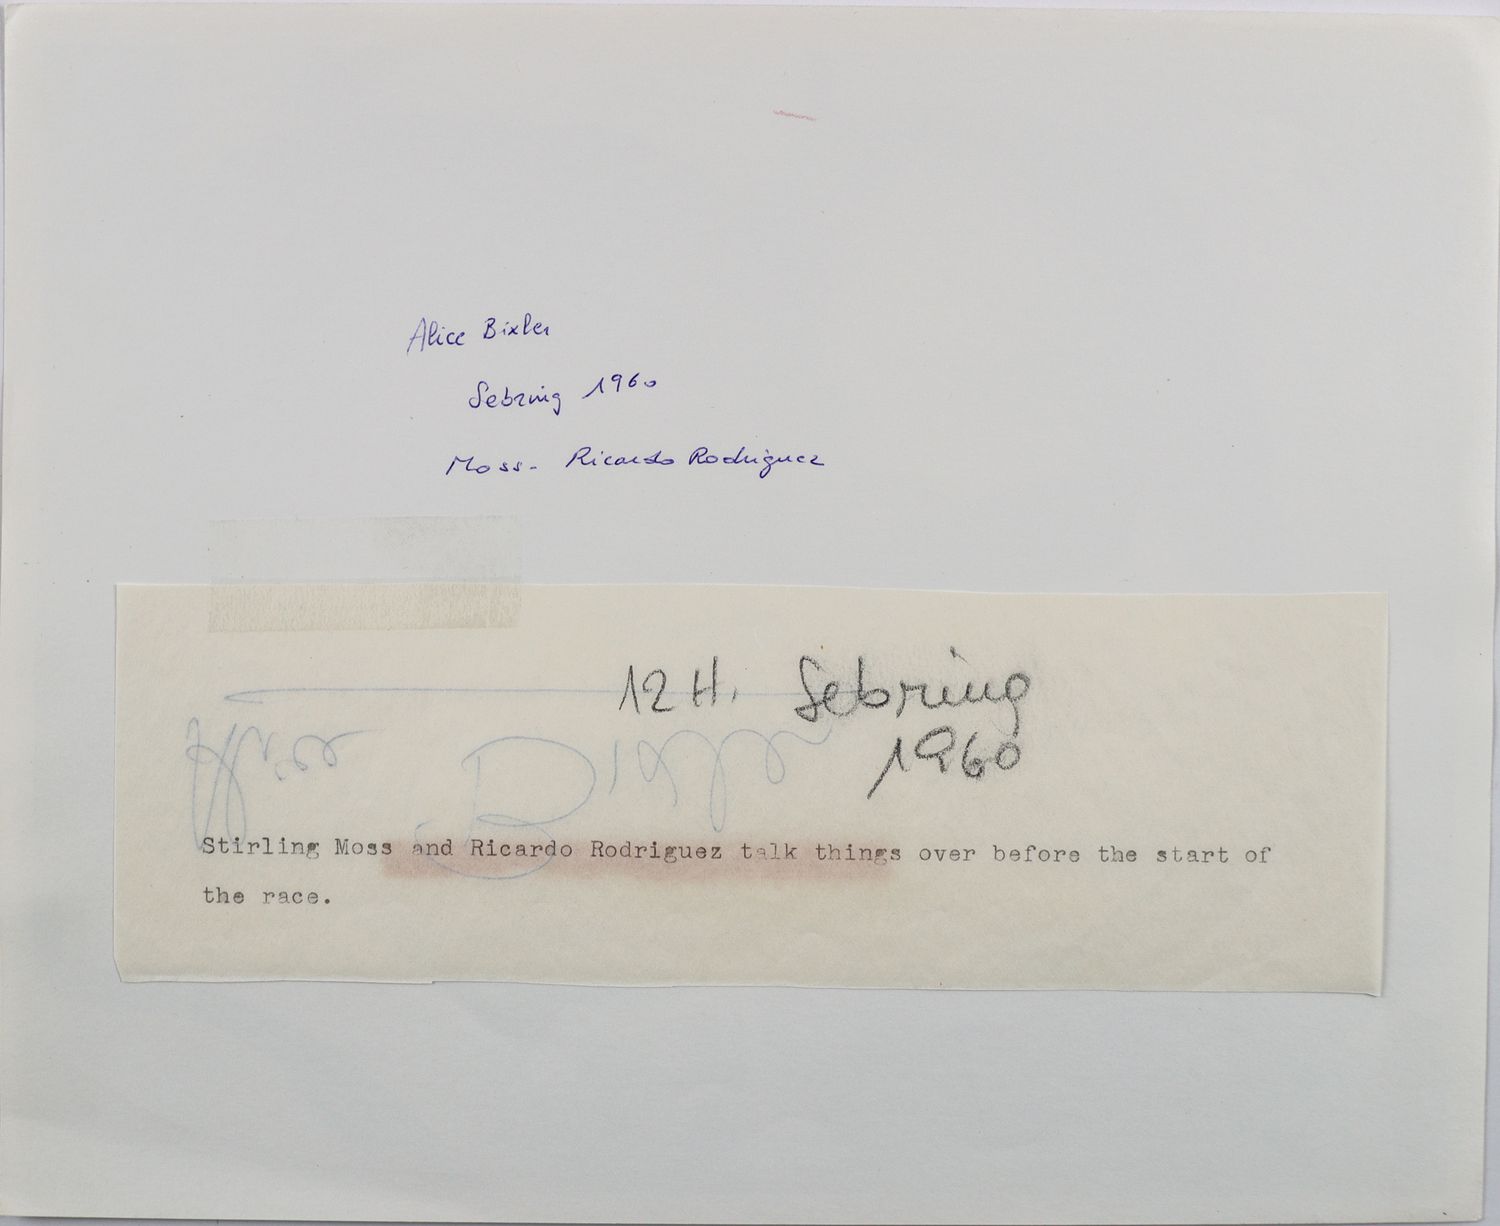 Alice Bixler
Sebring 1960
Moss - Ricardo Rodriguez
12 H. Sebring
1960
Stirling Moss and Ricardo Rodriguez talk things over before the start of
the race.